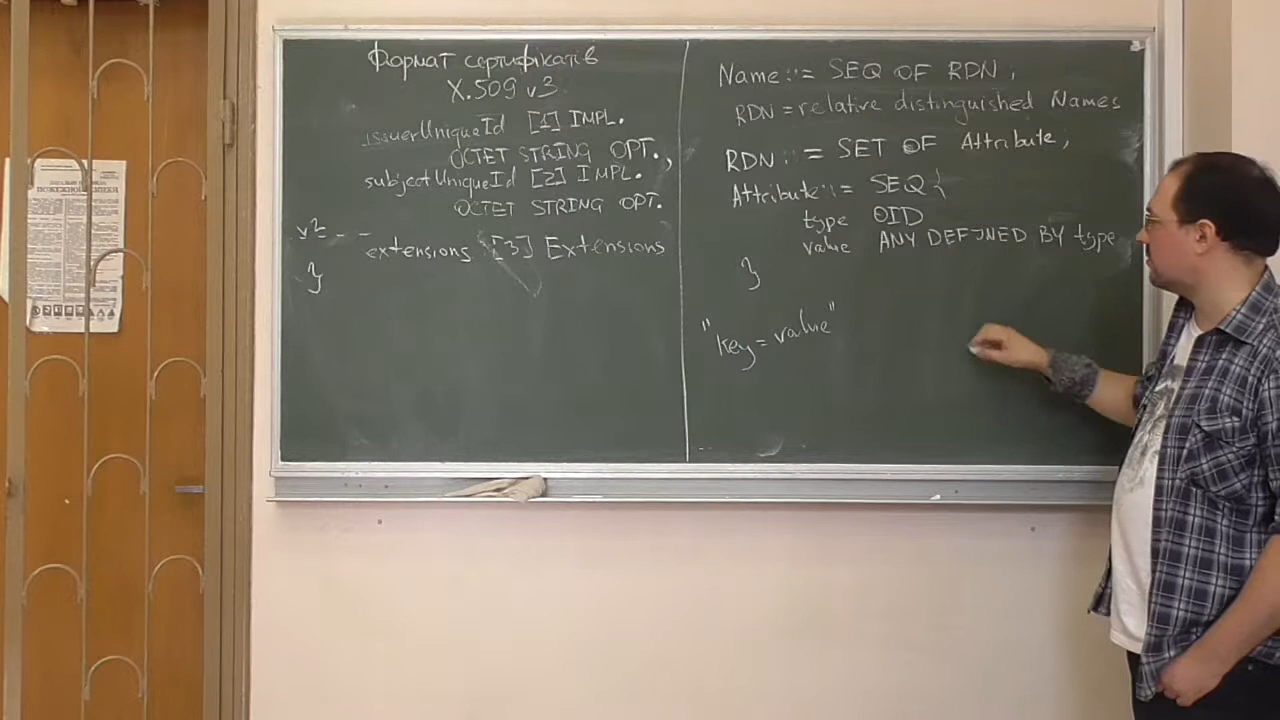 Формат сертифікатів
X.509 v3
issuerUniqueId [1] IMPL.
OCTET STRING OPT.,
subjectUniqueId [2] IMPL.
OCTET STRING OPT.
extensions [3] Extensions
}
Name ::= SEQ OF RDN;
RDN = relative distinguished Names
RDN ::= SET OF Attribute;
Attribute ::= SEQ {
type OID
value ANY DEFINED BY type
}
"key=value"